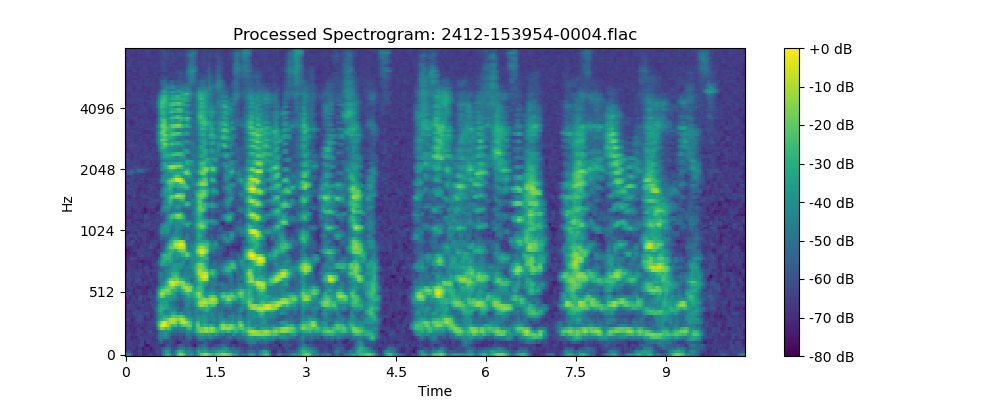 Processed Spectrogram: 2412-153954-0004.flac
Hz
4096
2048
1024
512
0
0 1.5 3 4.5 6 7.5 9
Time
+0 dB
-10 dB
-20 dB
-30 dB
-40 dB
-50 dB
-60 dB
-70 dB
-80 dB